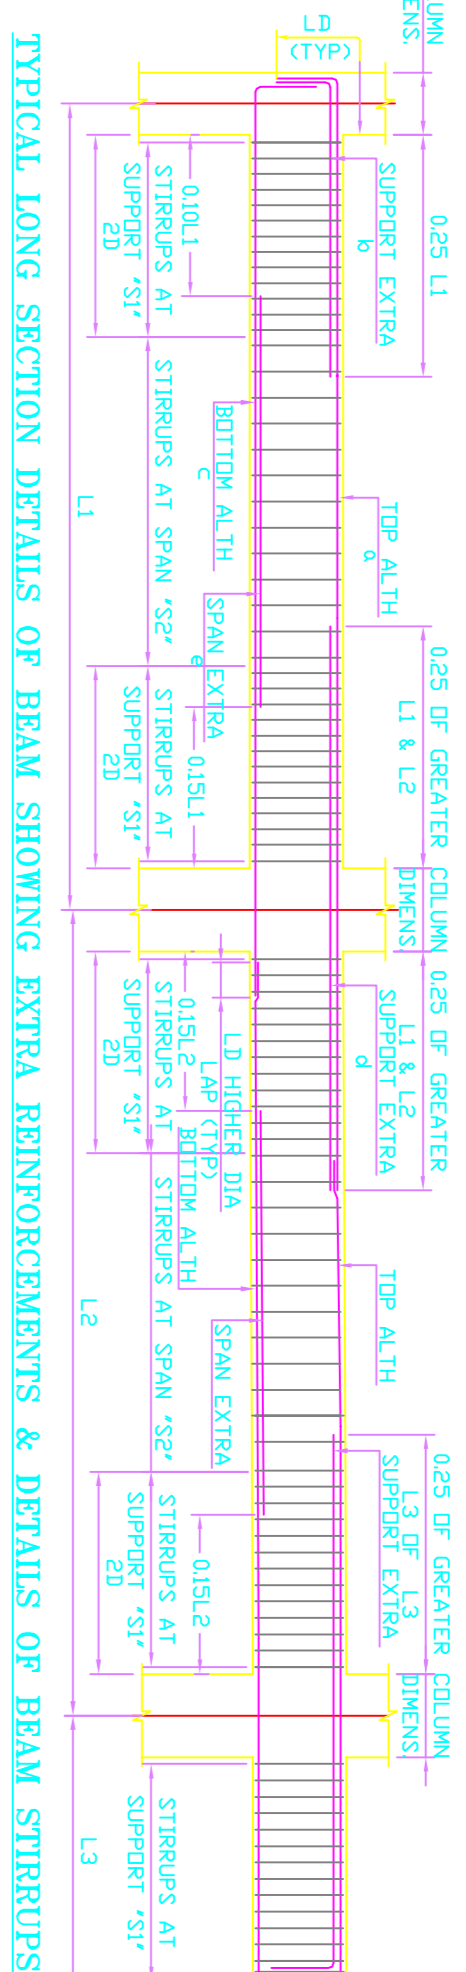 UMN
ENS.
LD
(TYP)
0.25 L1
SUPPORT EXTRA
b
TOP ALTH
a
0.25 OF GREATER
L1 & L2
COLUMN
DIMENS.
0.25 OF GREATER
L1 & L2
SUPPORT EXTRA
d
TOP ALTH
0.25 OF GREATER
L3 OF L3
SUPPORT EXTRA
COLUMN
DIMENS.
0.10L1
STIRRUPS AT
SUPPORT "S1"
2D
STIRRUPS AT SPAN "S2"
BOTTOM ALTH
c
SPAN EXTRA
e
0.15L1
STIRRUPS AT
SUPPORT "S1"
2D
L1
LD HIGHER DIA
LAP (TYP)
0.15L2
STIRRUPS AT
SUPPORT "S1"
2D
BOTTOM ALTH
STIRRUPS AT SPAN "S2"
SPAN EXTRA
0.15L2
STIRRUPS AT
SUPPORT "S1"
2D
L2
STIRRUPS AT
SUPPORT "S1"
L3
TYPICAL LONG SECTION DETAILS OF BEAM SHOWING EXTRA REINFORCEMENTS & DETAILS OF BEAM STIRRUPS